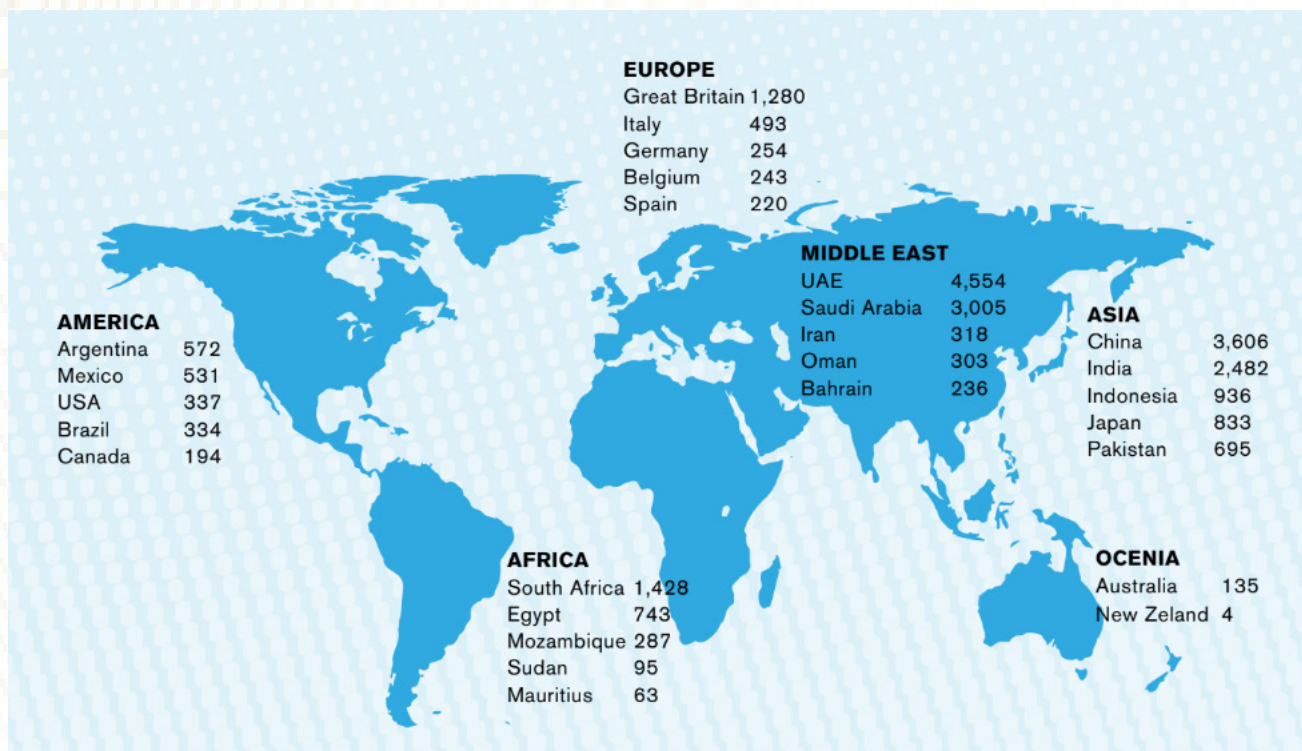 EUROPE
Great Britain 1,280
Italy 493
Germany 254
Belgium 243
Spain 220
MIDDLE EAST
UAE 4,554
Saudi Arabia 3,005
Iran 318
Oman 303
Bahrain 236
AMERICA
Argentina 572
Mexico 531
USA 337
Brazil 334
Canada 194
ASIA
China 3,606
India 2,482
Indonesia 936
Japan 833
Pakistan 695
AFRICA
South Africa 1,428
Egypt 743
Mozambique 287
Sudan 95
Mauritius 63
OCENIA
Australia 135
New Zeland 4